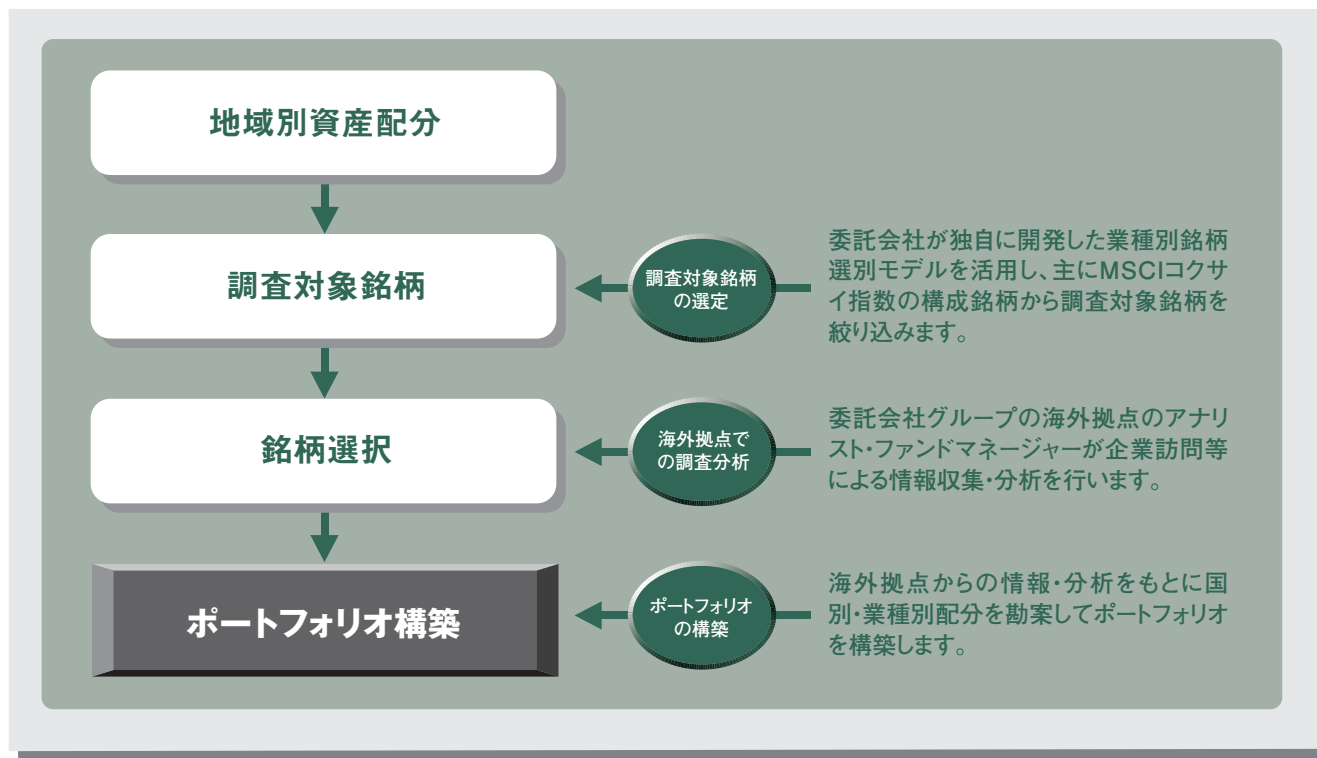 地域別資産配分
調査対象銘柄
調査対象銘柄
の選定
委託会社が独自に開発した業種別銘柄
選別モデルを活用し、主にMSCIコクサ
イ指数の構成銘柄から調査対象銘柄を
絞り込みます。
銘柄選択
海外拠点で
の調査分析
委託会社グループの海外拠点のアナリ
スト・ファンドマネージャーが企業訪問等
による情報収集・分析を行います。
ポートフォリオ構築
ポートフォリオ
の構築
海外拠点からの情報・分析をもとに国
別・業種別配分を勘案してポートフォリオ
を構築します。